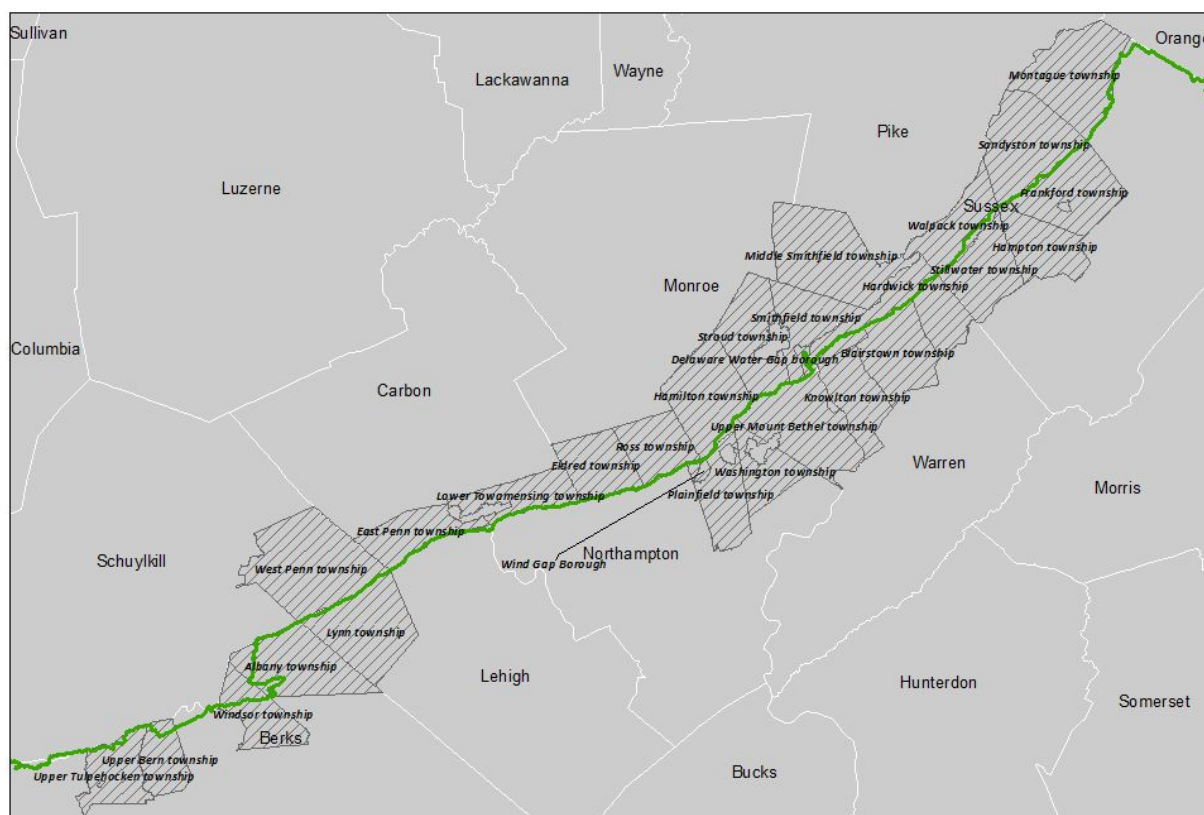 Sullivan
Orange
Lackawanna
Wayne
Montague township
Pike
Sandyston township
Luzerne
Frankford township
Sussex
Walpack township
Hampton township
Middle Smithfield township
Stillwater township
Monroe
Hardwick township
Smithfield township
Stroud township
Columbia
Delaware Water Gap borough
Blairstown township
Carbon
Hamilton township
Knowlton township
Upper Mount Bethel township
Ross township
Warren
Eldred township
Washington township
Morris
Lower Towamensing township
Plainfield township
East Penn township
Northampton
Schuylkill
Wind Gap Borough
West Penn township
Lynn township
Albany township
Lehigh
Hunterdon
Somerset
Windsor township
Berks
Upper Bern township
Bucks
Upper Tulpehocken township